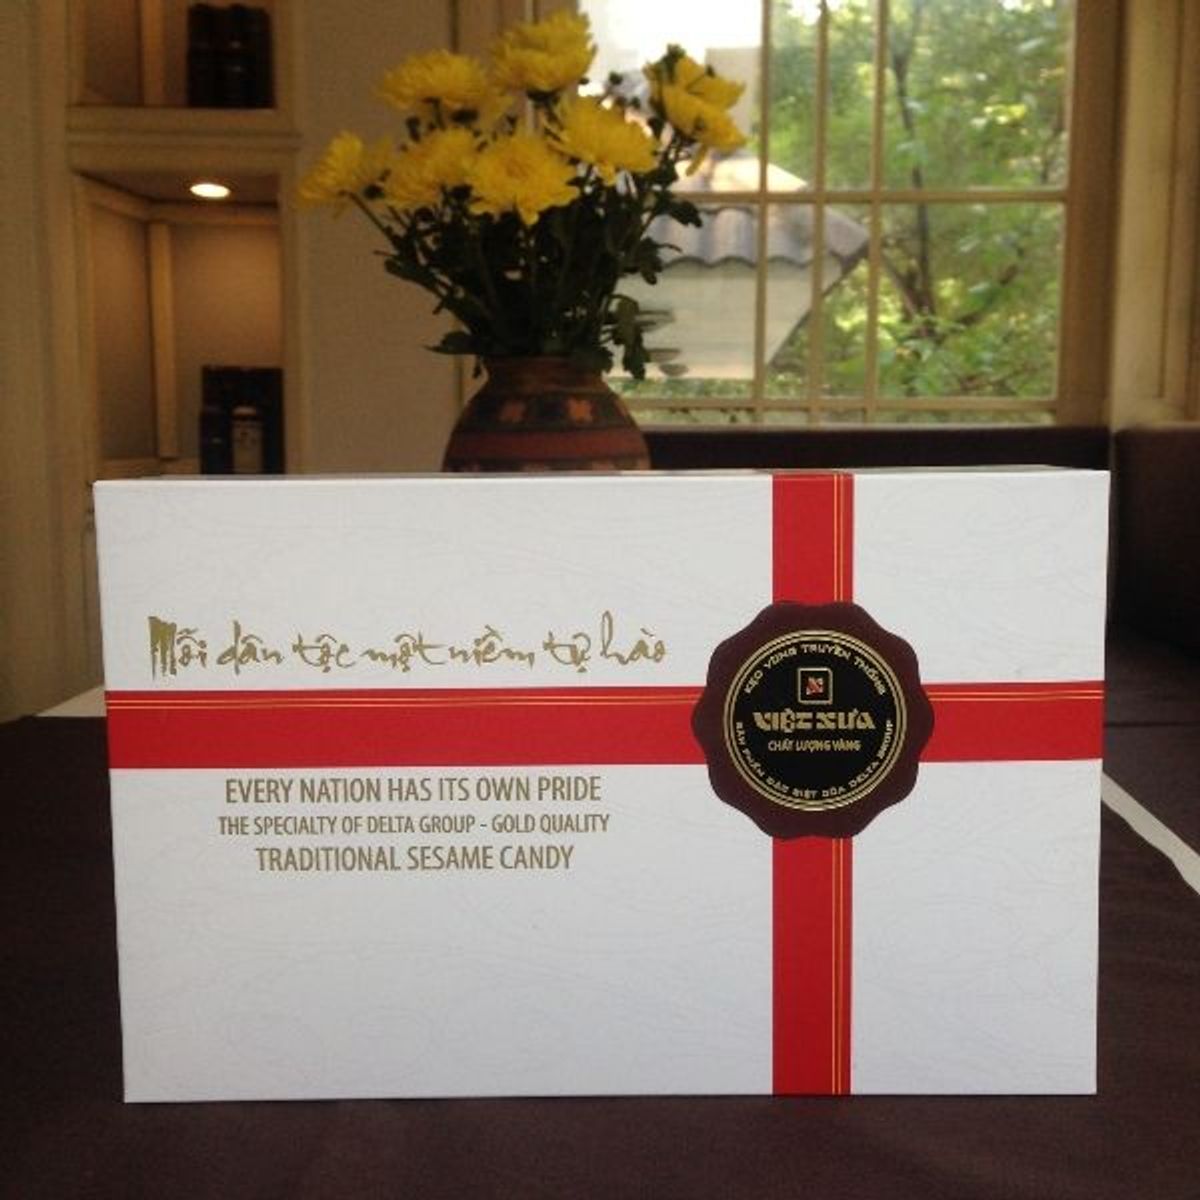 Mỗi dân tộc một niềm tự hào
EVERY NATION HAS ITS OWN PRIDE
THE SPECIALTY OF DELTA GROUP - GOLD QUALITY
TRADITIONAL SESAME CANDY
KẸO VỪNG TRUYỀN THỐNG
VIỆT XƯA
CHẤT LƯỢNG VÀNG
SẢN PHẨM ĐẶC BIỆT CỦA DELTA GROUP